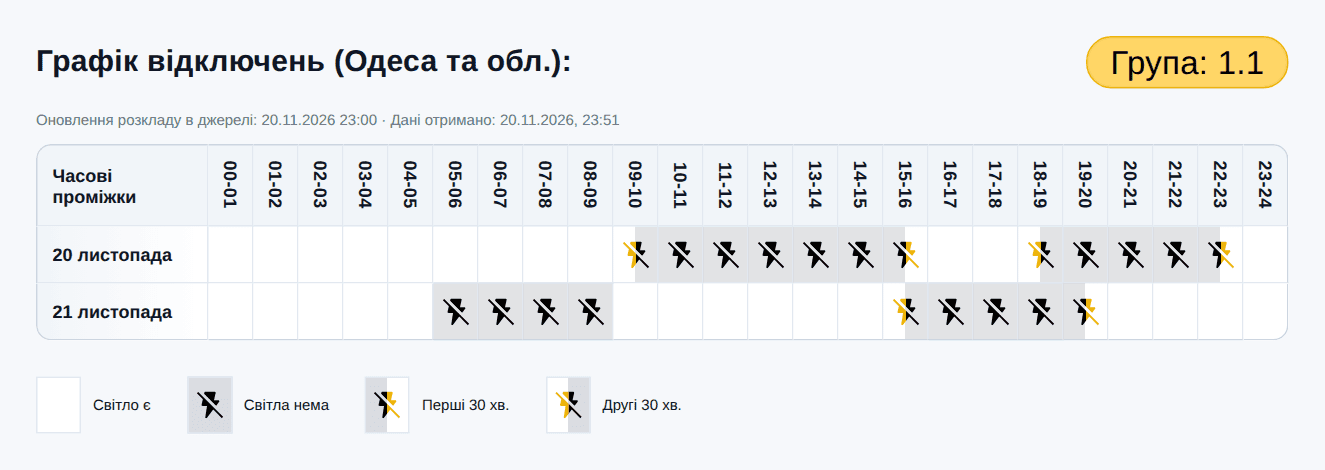 Графік відключень (Одеса та обл.):
Група: 1.1
Оновлення розкладу в джерелі: 20.11.2026 23:00 · Дані отримано: 20.11.2026, 23:51
Часові
проміжки
00-01
01-02
02-03
03-04
04-05
05-06
06-07
07-08
08-09
09-10
10-11
11-12
12-13
13-14
14-15
15-16
16-17
17-18
18-19
19-20
20-21
21-22
22-23
23-24
20 листопада
21 листопада
Світло є
Світла нема
Перші 30 хв.
Другі 30 хв.